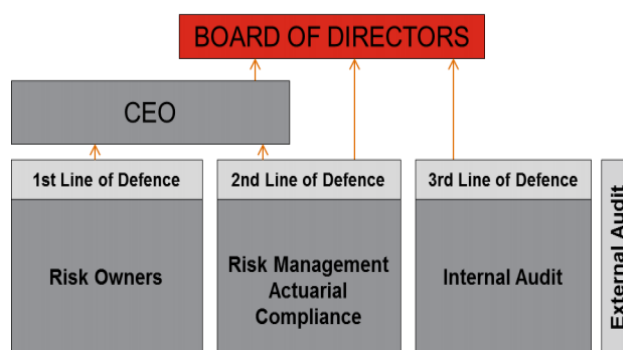 BOARD OF DIRECTORS
CEO
1st Line of Defence
2nd Line of Defence
3rd Line of Defence
Risk Owners
Risk Management
Actuarial
Compliance
Internal Audit
External Audit